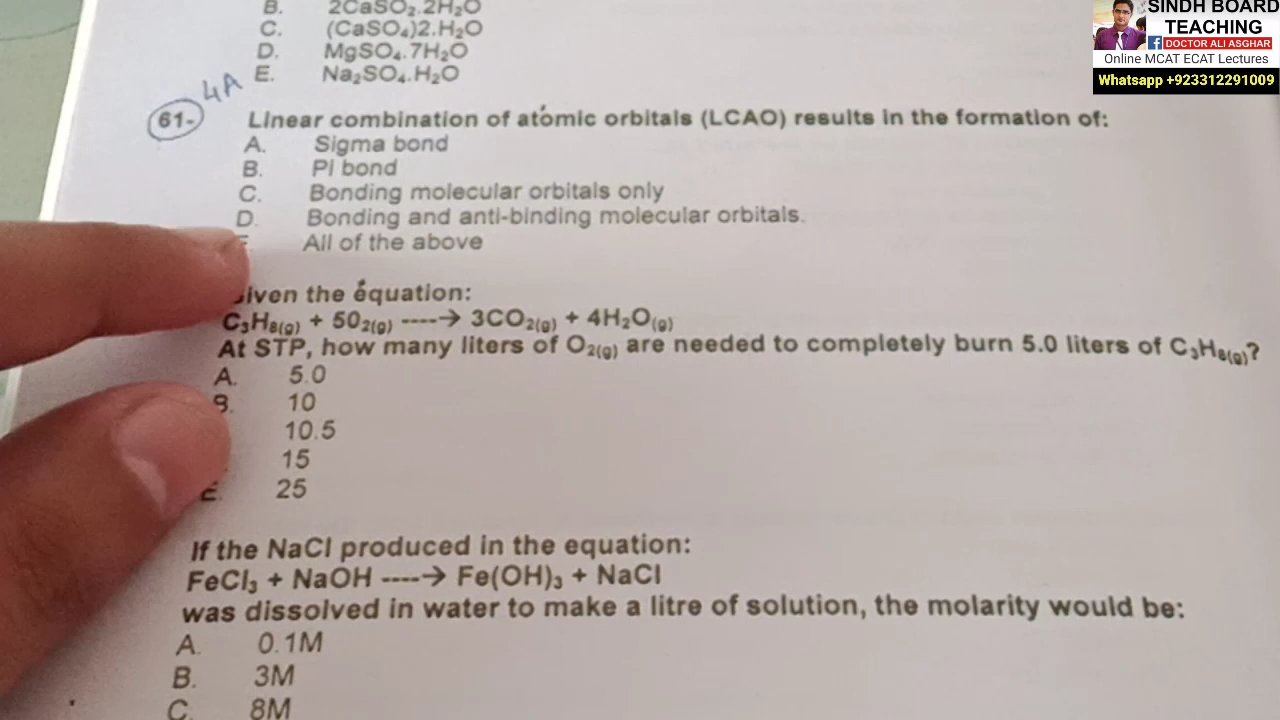 SINDH BOARD
TEACHING
DOCTOR ALI ASGHAR
Online MCAT ECAT Lectures
Whatsapp +923312291009
B. 2CaSO₂.2H₂O
C. (CaSO₄)2.H₂O
D. MgSO₄.7H₂O
E. Na₂SO₄.H₂O
4A
61- Linear combination of atomic orbitals (LCAO) results in the formation of:
A. Sigma bond
B. Pi bond
C. Bonding molecular orbitals only
D. Bonding and anti-binding molecular orbitals.
All of the above
Given the equation:
C₃H₈(g) + 5O₂(g) ----→ 3CO₂(g) + 4H₂O(g)
At STP, how many liters of O₂(g) are needed to completely burn 5.0 liters of C₃H₈(g)?
A. 5.0
B. 10
10.5
15
E. 25
If the NaCl produced in the equation:
FeCl₃ + NaOH ----→ Fe(OH)₃ + NaCl
was dissolved in water to make a litre of solution, the molarity would be:
A. 0.1M
B. 3M
C. 8M